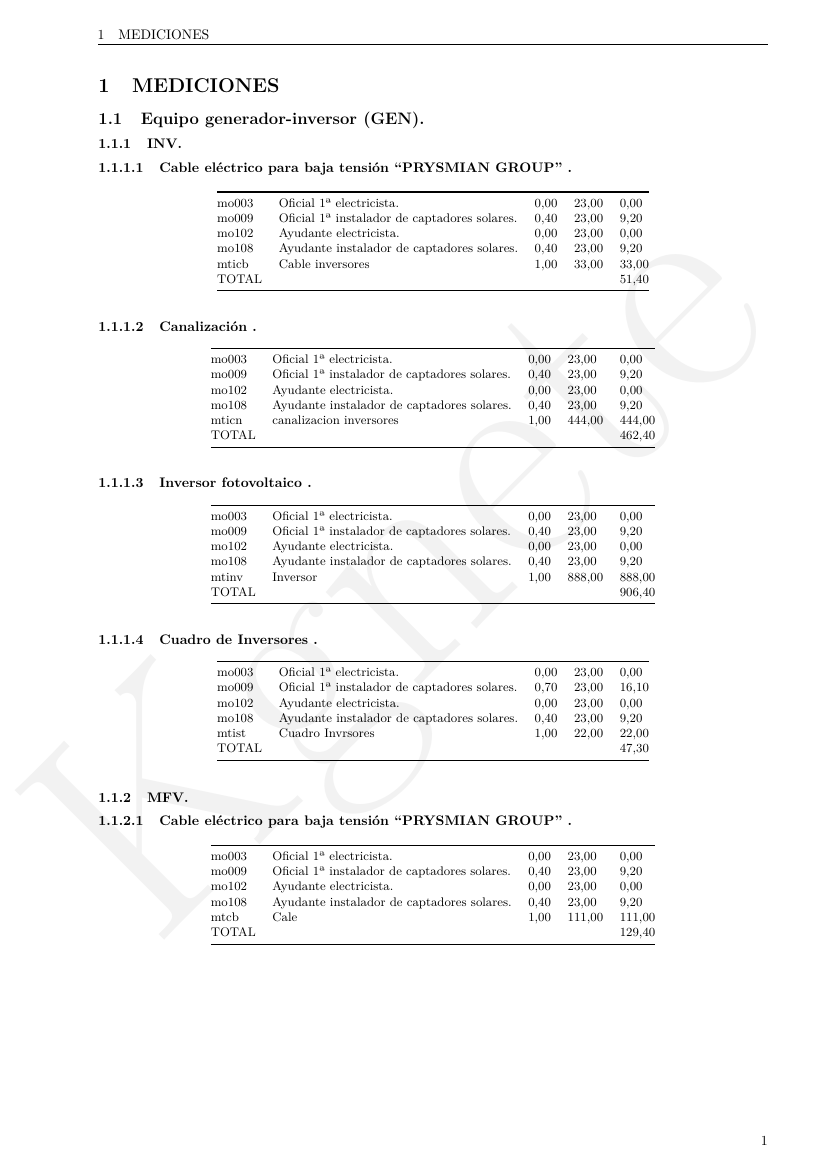 1 MEDICIONES
1 MEDICIONES
1.1 Equipo generador-inversor (GEN).
1.1.1 INV.
1.1.1.1 Cable eléctrico para baja tensión “PRYSMIAN GROUP” .
mo003 Oficial 1ª electricista. 0,00 23,00 0,00
mo009 Oficial 1ª instalador de captadores solares. 0,40 23,00 9,20
mo102 Ayudante electricista. 0,00 23,00 0,00
mo108 Ayudante instalador de captadores solares. 0,40 23,00 9,20
mticb Cable inversores 1,00 33,00 33,00
TOTAL 51,40
1.1.1.2 Canalización .
mo003 Oficial 1ª electricista. 0,00 23,00 0,00
mo009 Oficial 1ª instalador de captadores solares. 0,40 23,00 9,20
mo102 Ayudante electricista. 0,00 23,00 0,00
mo108 Ayudante instalador de captadores solares. 0,40 23,00 9,20
mticn canalizacion inversores 1,00 444,00 444,00
TOTAL 462,40
1.1.1.3 Inversor fotovoltaico .
mo003 Oficial 1ª electricista. 0,00 23,00 0,00
mo009 Oficial 1ª instalador de captadores solares. 0,40 23,00 9,20
mo102 Ayudante electricista. 0,00 23,00 0,00
mo108 Ayudante instalador de captadores solares. 0,40 23,00 9,20
mtinv Inversor 1,00 888,00 888,00
TOTAL 906,40
1.1.1.4 Cuadro de Inversores .
mo003 Oficial 1ª electricista. 0,00 23,00 0,00
mo009 Oficial 1ª instalador de captadores solares. 0,70 23,00 16,10
mo102 Ayudante electricista. 0,00 23,00 0,00
mo108 Ayudante instalador de captadores solares. 0,40 23,00 9,20
mtist Cuadro Invrsores 1,00 22,00 22,00
TOTAL 47,30
1.1.2 MFV.
1.1.2.1 Cable eléctrico para baja tensión “PRYSMIAN GROUP” .
mo003 Oficial 1ª electricista. 0,00 23,00 0,00
mo009 Oficial 1ª instalador de captadores solares. 0,40 23,00 9,20
mo102 Ayudante electricista. 0,00 23,00 0,00
mo108 Ayudante instalador de captadores solares. 0,40 23,00 9,20
mtcb Cale 1,00 111,00 111,00
TOTAL 129,40
Kgnete
1